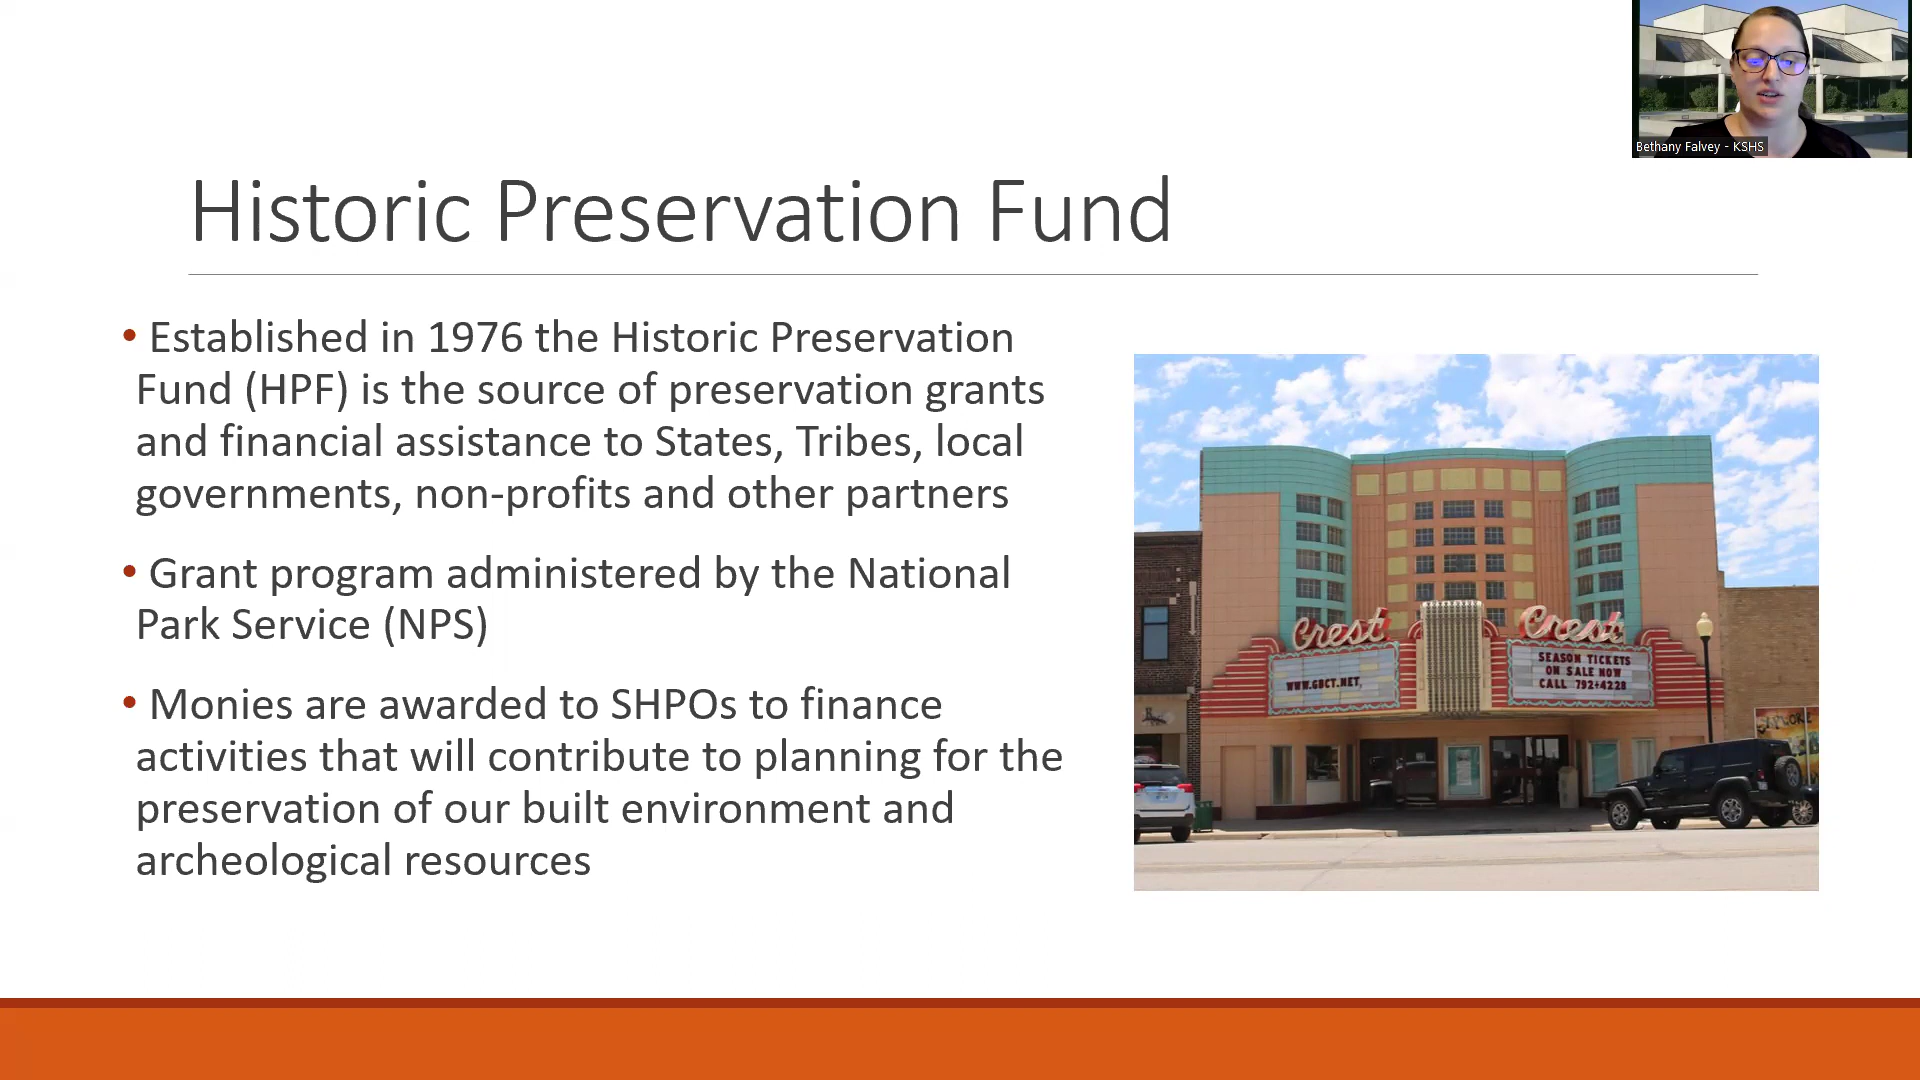 Bethany Falvey - KSHS
Historic Preservation Fund
• Established in 1976 the Historic Preservation
Fund (HPF) is the source of preservation grants
and financial assistance to States, Tribes, local
governments, non-profits and other partners
• Grant program administered by the National
Park Service (NPS)
• Monies are awarded to SHPOs to finance
activities that will contribute to planning for the
preservation of our built environment and
archeological resources
Crest
Crest
WWW.GBCT.NET
SEASON TICKETS
ON SALE NOW
CALL 792-4228
EXPLORE